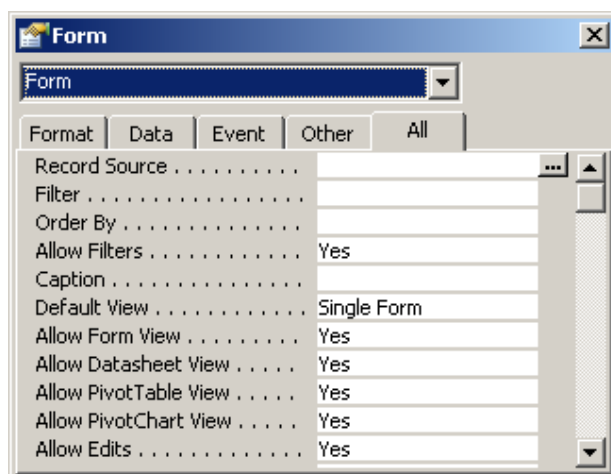 Form
Form
Format Data Event Other All
Record Source . . . . . . . . . . ...
Filter . . . . . . . . . . . . . . . . .
Order By . . . . . . . . . . . . . .
Allow Filters . . . . . . . . . . . . Yes
Caption . . . . . . . . . . . . . . .
Default View . . . . . . . . . . . . Single Form
Allow Form View . . . . . . . . . Yes
Allow Datasheet View . . . . . Yes
Allow PivotTable View . . . . . Yes
Allow PivotChart View . . . . . Yes
Allow Edits . . . . . . . . . . . . . Yes